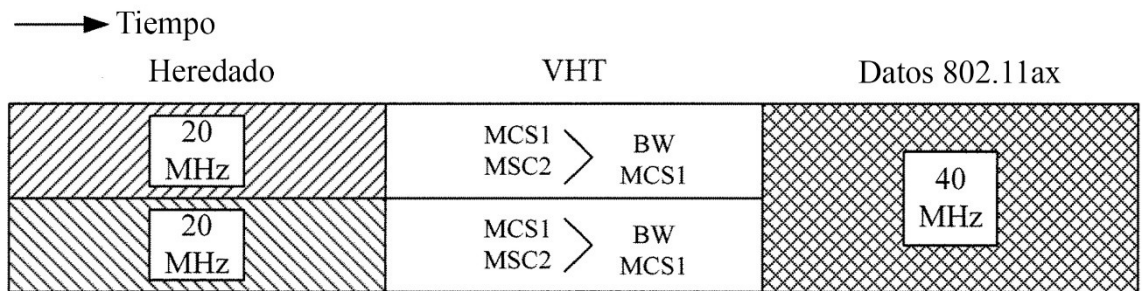 Tiempo
Heredado VHT Datos 802.11ax
20
MHz
MCS1
MSC2
BW
MCS1
40
MHz
20
MHz
MCS1
MSC2
BW
MCS1